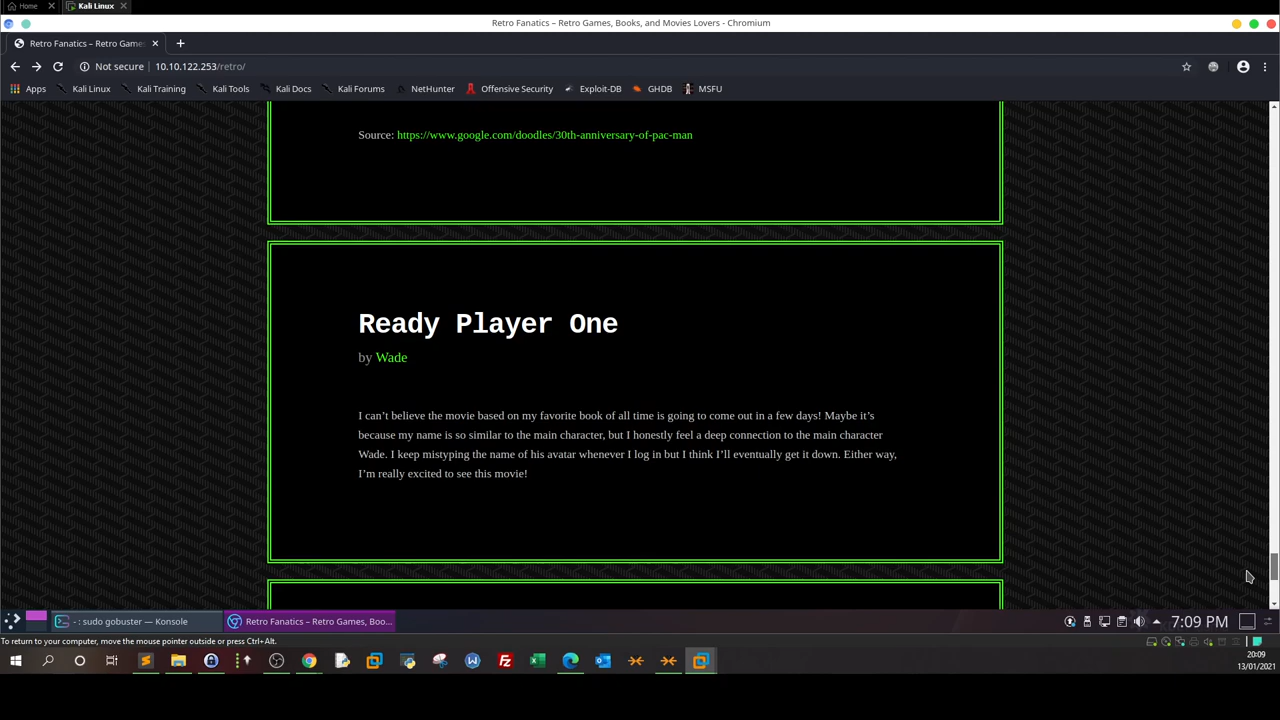 Home
Kali Linux
Retro Fanatics – Retro Games, Books, and Movies Lovers - Chromium
Retro Fanatics – Retro Game
Not secure 10.10.122.253/retro/
Apps Kali Linux Kali Training Kali Tools Kali Docs Kali Forums NetHunter Offensive Security Exploit-DB GHDB MSFU
Source: https://www.google.com/doodles/30th-anniversary-of-pac-man
Ready Player One
by Wade
I can’t believe the movie based on my favorite book of all time is going to come out in a few days! Maybe it’s
because my name is so similar to the main character, but I honestly feel a deep connection to the main character
Wade. I keep mistyping the name of his avatar whenever I log in but I think I’ll eventually get it down. Either way,
I’m really excited to see this movie!
- : sudo gobuster — Konsole
Retro Fanatics – Retro Games, Boo...
7:09 PM
To return to your computer, move the mouse pointer outside or press Ctrl+Alt.
20:09
13/01/2021